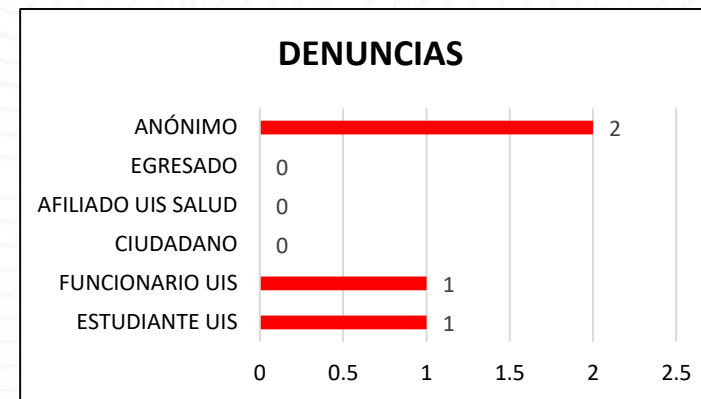 DENUNCIAS
ANÓNIMO 2
EGRESADO 0
AFILIADO UIS SALUD 0
CIUDADANO 0
FUNCIONARIO UIS 1
ESTUDIANTE UIS 1
0 0.5 1 1.5 2 2.5